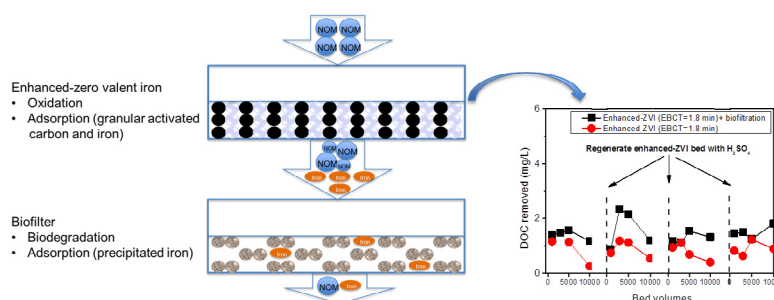 NOM NOM
NOM NOM
Enhanced-zero valent iron
• Oxidation
• Adsorption (granular activated
carbon and iron)
NOM NOM
NOM NOM
Iron Iron Iron
Iron
Biofilter
• Biodegradation
• Adsorption (precipitated iron)
Iron
Iron
Iron
NOM Iron
DOC removed (mg/L)
6
4
2
0
Enhanced-ZVI (EBCT=1.8 min)+ biofiltration
Enhanced ZVI (EBCT=1.8 min)
Regenerate enhanced-ZVI bed with H2SO4
0 5000 10000 0 5000 10000 0 5000 10000 0 5000 1000
Bed volumes